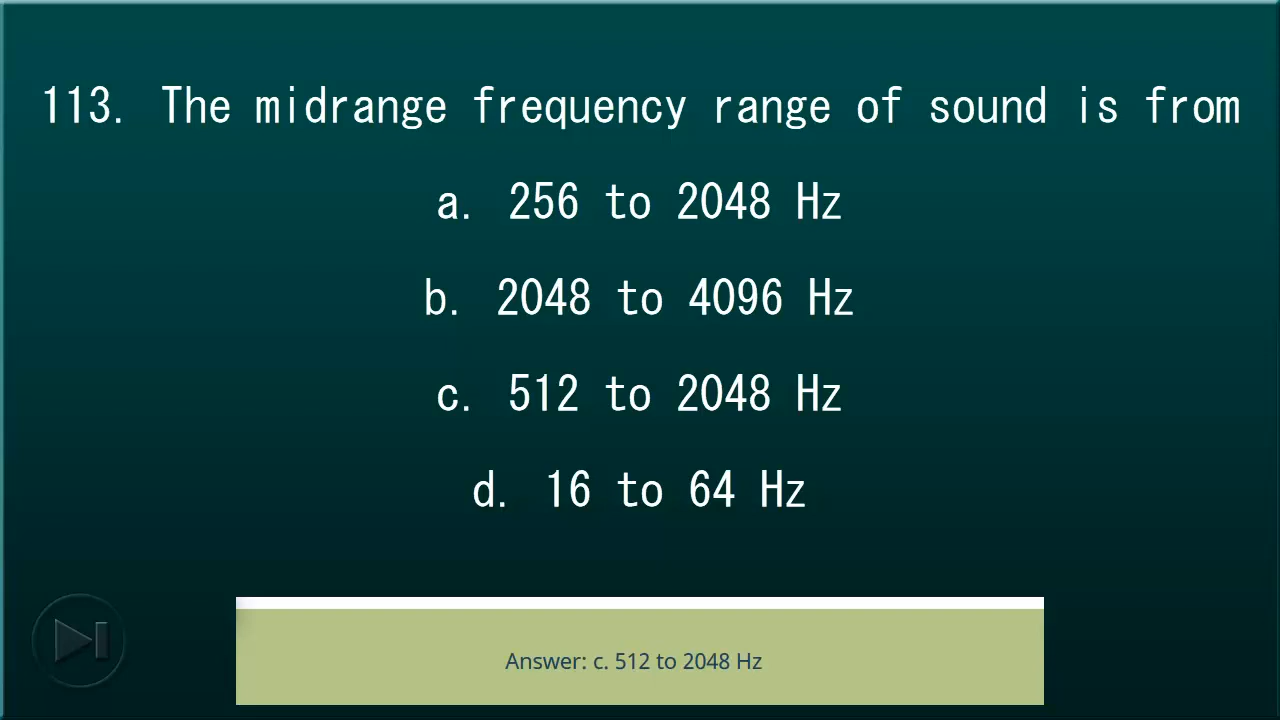 113. The midrange frequency range of sound is from
a. 256 to 2048 Hz
b. 2048 to 4096 Hz
c. 512 to 2048 Hz
d. 16 to 64 Hz
Answer: c. 512 to 2048 Hz